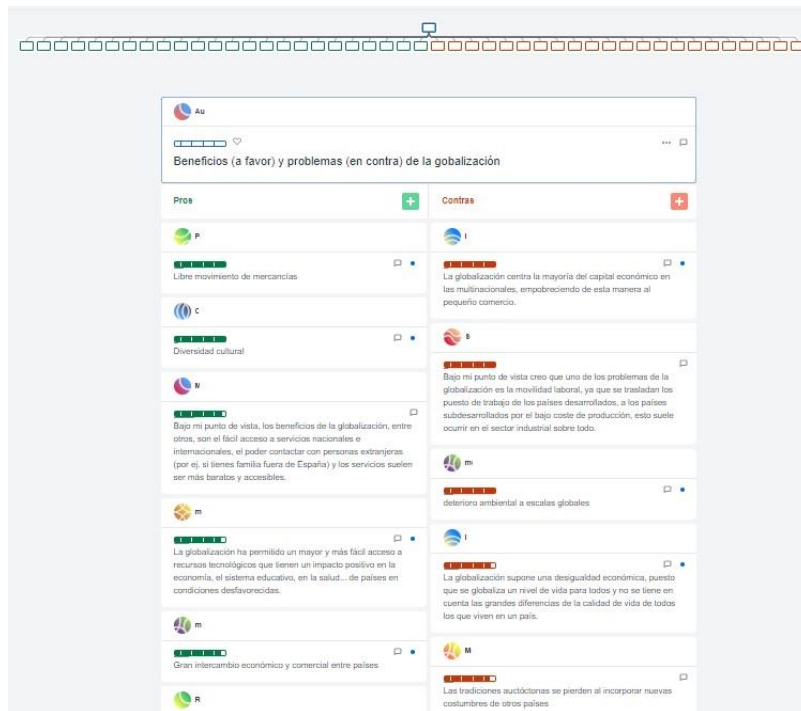 Au
Beneficios (a favor) y problemas (en contra) de la gobalización
Pros
P
Libre movimiento de mercancías
C
Diversidad cultural
M
Bajo mi punto de vista, los beneficios de la globalización, entre
otros, son el fácil acceso a servicios nacionales e
internacionales, el poder contactar con personas extranjeras
(por ej. si tienes familia fuera de España) y los servicios suelen
ser más baratos y accesibles.
m
La globalización ha permitido un mayor y más fácil acceso a
recursos tecnológicos que tienen un impacto positivo en la
economía, el sistema educativo, en la salud... de países en
condiciones desfavorecidas.
m
Gran intercambio económico y comercial entre países
R
Contras
I
La globalización centra la mayoría del capital económico en
las multinacionales, empobreciendo de esta manera al
pequeño comercio.
B
Bajo mi punto de vista creo que uno de los problemas de la
globalización es la movilidad laboral, ya que se trasladan los
puesto de trabajo de los países desarrollados, a los países
subdesarrollados por el bajo coste de producción, esto suele
ocurrir en el sector industrial sobre todo.
m
deterioro ambiental a escalas globales
I
La globalización supone una desigualdad económica, puesto
que se globaliza un nivel de vida para todos y no se tiene en
cuenta las grandes diferencias de la calidad de vida de todos
los que viven en un país.
M
Las tradiciones auctóctonas se pierden al incorporar nuevas
costumbres de otros países